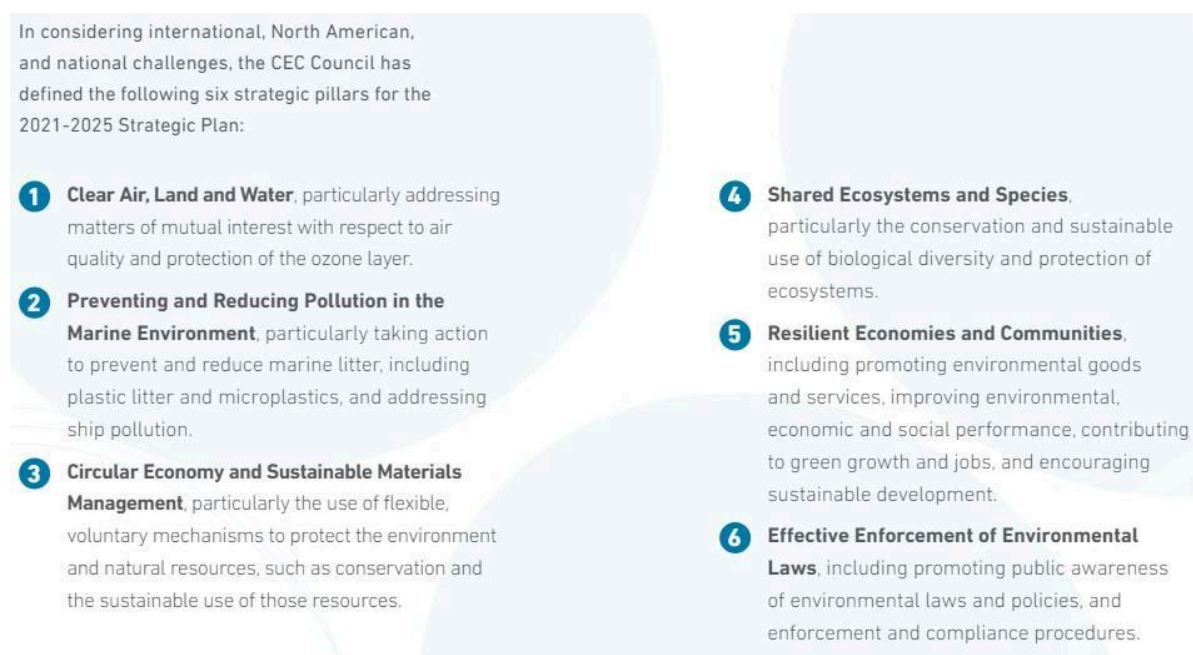 In considering international, North American,
and national challenges, the CEC Council has
defined the following six strategic pillars for the
2021-2025 Strategic Plan:
1 Clear Air, Land and Water, particularly addressing
matters of mutual interest with respect to air
quality and protection of the ozone layer.
2 Preventing and Reducing Pollution in the
Marine Environment, particularly taking action
to prevent and reduce marine litter, including
plastic litter and microplastics, and addressing
ship pollution.
3 Circular Economy and Sustainable Materials
Management, particularly the use of flexible,
voluntary mechanisms to protect the environment
and natural resources, such as conservation and
the sustainable use of those resources.
4 Shared Ecosystems and Species,
particularly the conservation and sustainable
use of biological diversity and protection of
ecosystems.
5 Resilient Economies and Communities,
including promoting environmental goods
and services, improving environmental,
economic and social performance, contributing
to green growth and jobs, and encouraging
sustainable development.
6 Effective Enforcement of Environmental
Laws, including promoting public awareness
of environmental laws and policies, and
enforcement and compliance procedures.